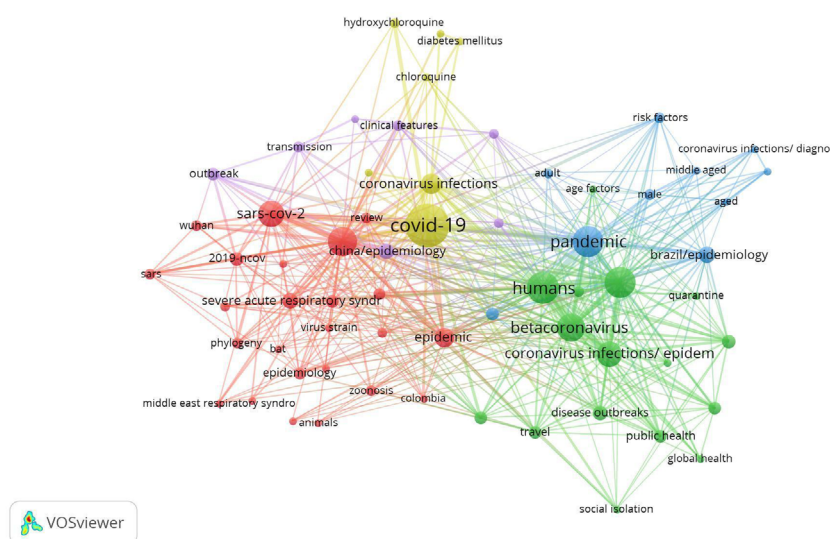 hydroxychloroquine
diabetes mellitus
chloroquine
risk factors
clinical features
transmission
coronavirus infections/ diagno
outbreak
adult
middle aged
coronavirus infections
age factors
male
aged
sars-cov-2
review
covid-19
wuhan
pandemic
china/epidemiology
brazil/epidemiology
2019-ncov
sars
humans
quarantine
severe acute respiratory syndr
virus strain
betacoronavirus
epidemic
phylogeny
bat
coronavirus infections/ epidem
epidemiology
zoonosis
colombia
middle east respiratory syndro
disease outbreaks
animals
travel
public health
global health
social isolation
VOSviewer